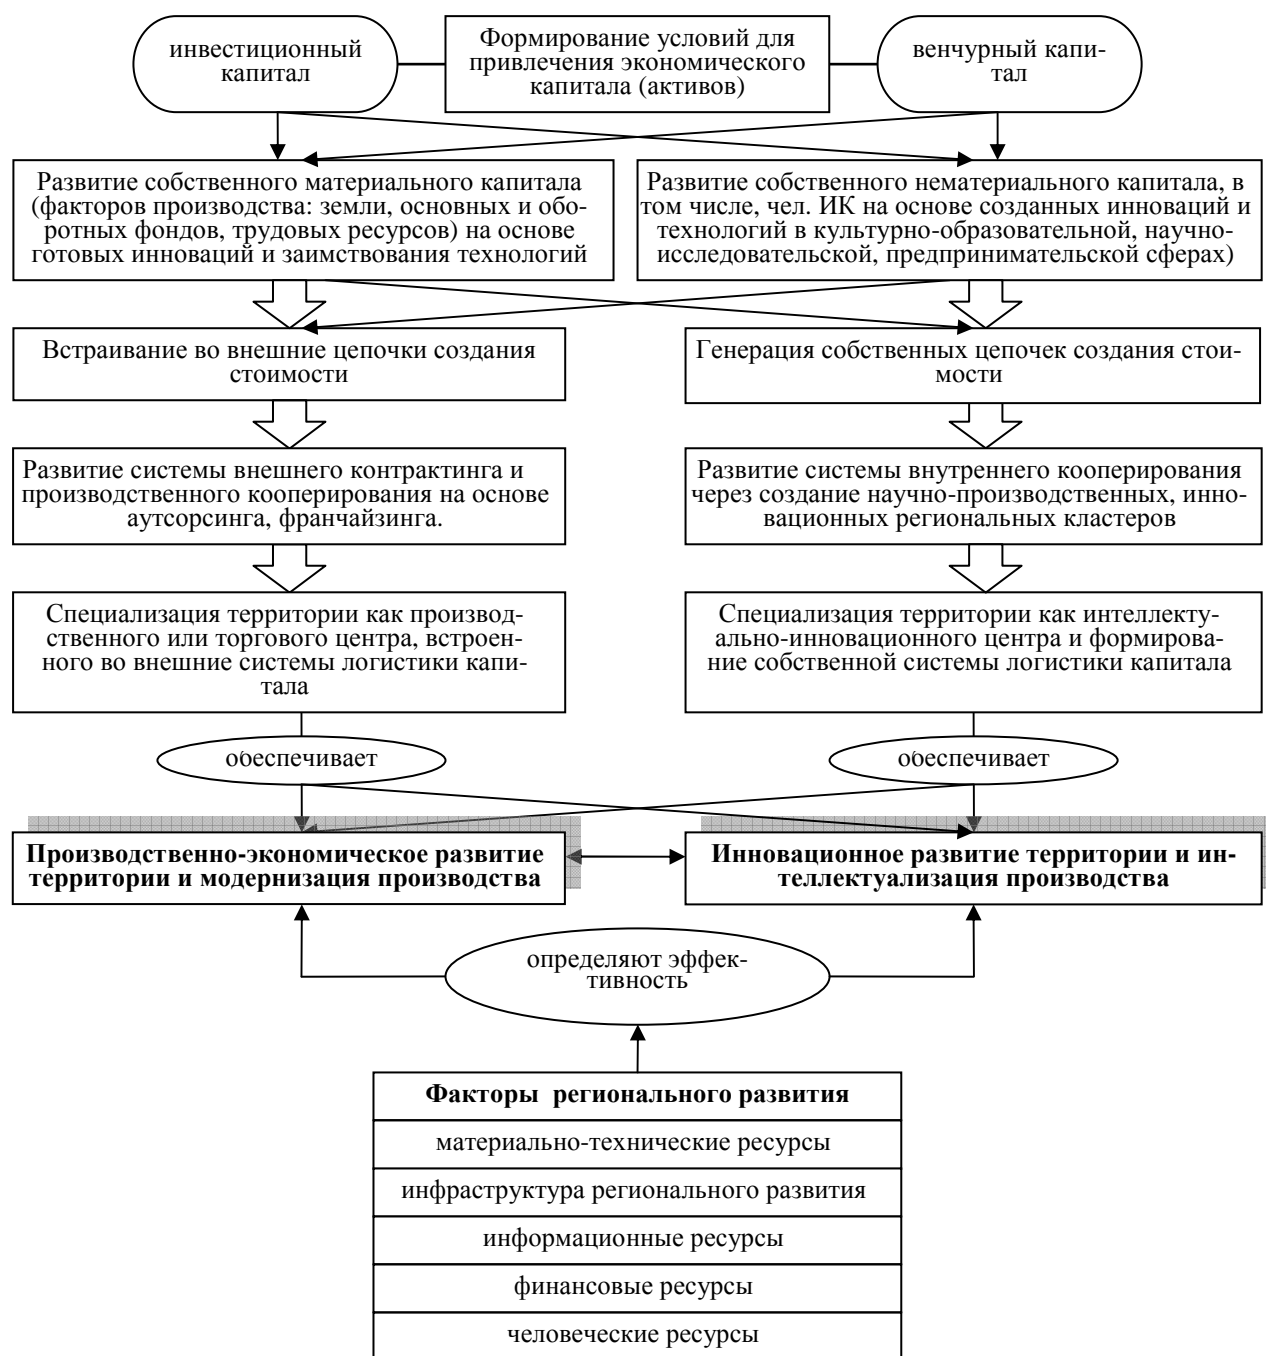 инвестиционный
капитал
Формирование условий для
привлечения экономического
капитала (активов)
венчурный капи-
тал
Развитие собственного материального капитала
(факторов производства: земли, основных и обо-
ротных фондов, трудовых ресурсов) на основе
готовых инноваций и заимствования технологий
Развитие собственного нематериального капитала, в
том числе, чел. ИК на основе созданных инноваций и
технологий в культурно-образовательной, научно-
исследовательской, предпринимательской сферах)
Встраивание во внешние цепочки создания
стоимости
Генерация собственных цепочек создания стои-
мости
Развитие системы внешнего контрактинга и
производственного кооперирования на основе
аутсорсинга, франчайзинга.
Развитие системы внутреннего кооперирования
через создание научно-производственных, инно-
вационных региональных кластеров
Специализация территории как производ-
ственного или торгового центра, встроен-
ного во внешние системы логистики капи-
тала
Специализация территории как интеллекту-
ально-инновационного центра и формирова-
ние собственной системы логистики капитала
обеспечивает
обеспечивает
Производственно-экономическое развитие
территории и модернизация производства
Инновационное развитие территории и ин-
теллектуализация производства
определяют эффек-
тивность
Факторы регионального развития
материально-технические ресурсы
инфраструктура регионального развития
информационные ресурсы
финансовые ресурсы
человеческие ресурсы